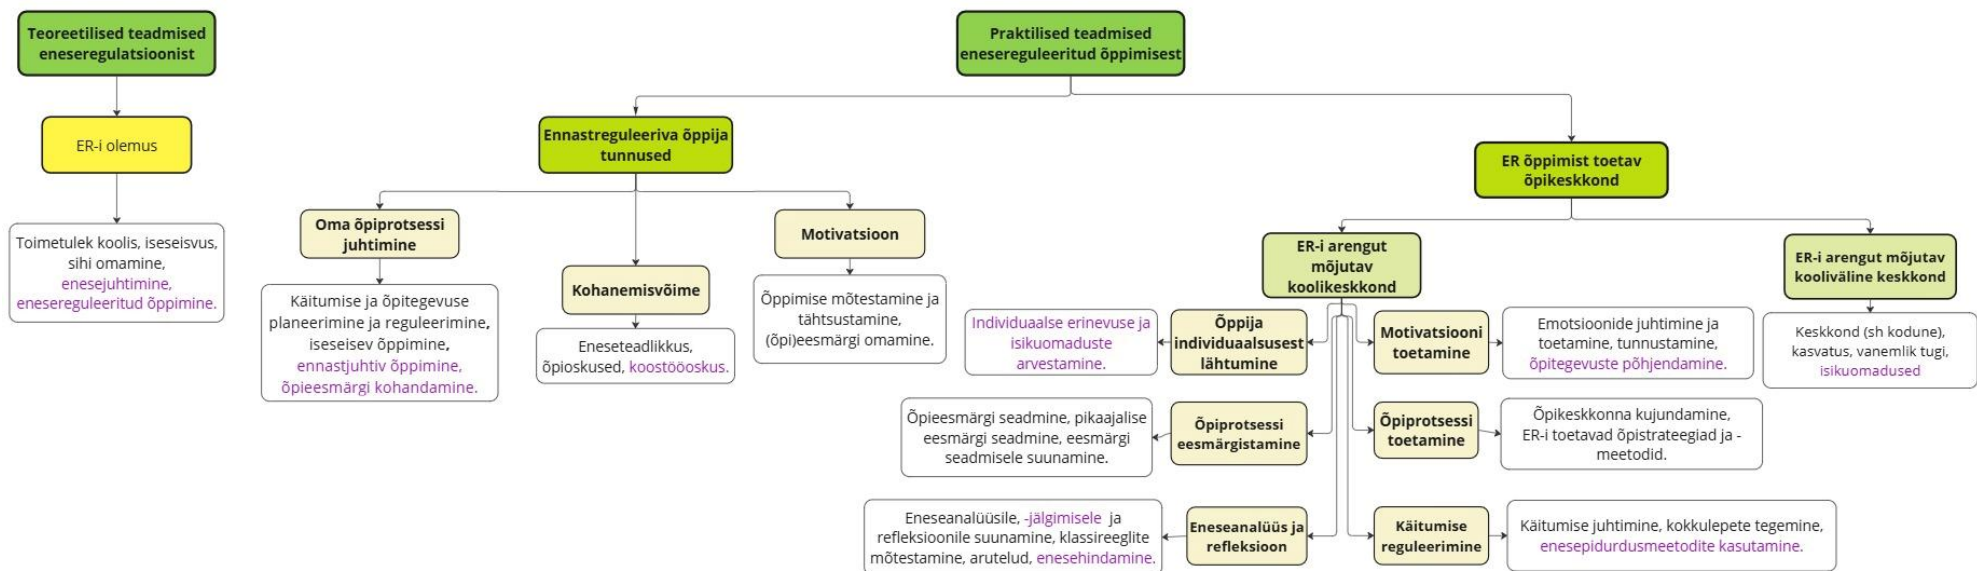 Teoreetilised teadmised
eneseregulatsioonist
ER-i olemus
Toimetulek koolis, iseseisvus,
sihi omamine,
enesejuhtimine,
enesereguleeritud õppimine.
Praktilised teadmised
enesereguleeritud õppimisest
Ennastreguleeriva õppija
tunnused
Oma õpiprotsessi
juhtimine
Käitumise ja õpitegevuse
planeerimine ja reguleerimine,
iseseisev õppimine,
ennastjuhtiv õppimine,
õpieesmärgi kohandamine.
Kohanemisvõime
Eneseteadlikkus,
õpioskused, koostööoskus.
Motivatsioon
Õppimise mõtestamine ja
tähtsustamine,
(õpi)eesmärgi omamine.
ER õppimist toetav
õpikeskkond
ER-i arengut
mõjutav
koolikeskkond
Õppija
individuaalsusest
lähtumine
Individuaalse erinevuse ja
isikuomaduste
arvestamine.
Motivatsiooni
toetamine
Emotsioonide juhtimine ja
toetamine, tunnustamine,
õpitegevuste põhjendamine.
Õpiprotsessi
eesmärgistamine
Õpieesmärgi seadmine, pikaajalise
eesmärgi seadmine, eesmärgi
seadmisele suunamine.
Õpiprotsessi
toetamine
Õpikeskkonna kujundamine,
ER-i toetavad õpistrateegiad ja -
meetodid.
Eneseanalüüs ja
refleksioon
Eneseanalüüsile, -jälgimisele ja
refleksioonile suunamine, klassireeglite
mõtestamine, arutelud, enesehindamine.
Käitumise
reguleerimine
Käitumise juhtimine, kokkulepete tegemine,
enesepidurdusmeetodite kasutamine.
ER-i arengut mõjutav
kooliväline keskkond
Keskkond (sh kodune),
kasvatus, vanemlik tugi,
isikuomadused